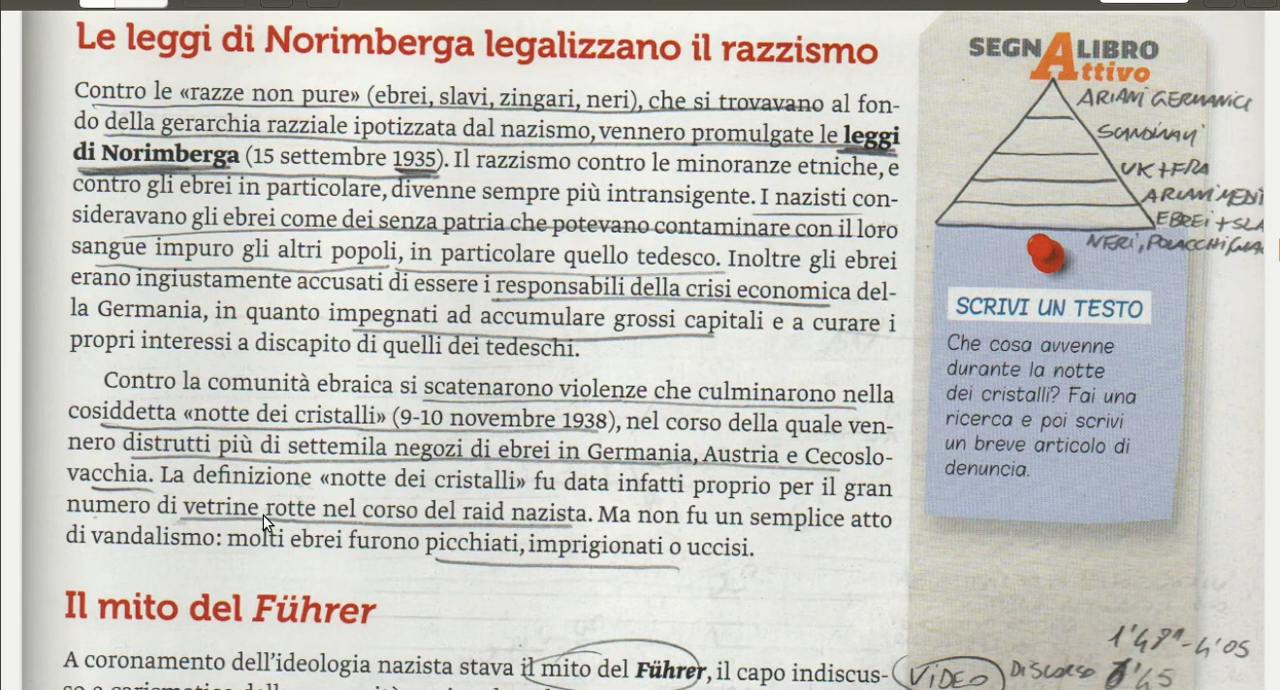 Le leggi di Norimberga legalizzano il razzismo
Contro le «razze non pure» (ebrei, slavi, zingari, neri), che si trovavano al fon-
do della gerarchia razziale ipotizzata dal nazismo, vennero promulgate le leggi
di Norimberga (15 settembre 1935). Il razzismo contro le minoranze etniche, e
contro gli ebrei in particolare, divenne sempre più intransigente. I nazisti con-
sideravano gli ebrei come dei senza patria che potevano contaminare con il loro
sangue impuro gli altri popoli, in particolare quello tedesco. Inoltre gli ebrei
erano ingiustamente accusati di essere i responsabili della crisi economica del-
la Germania, in quanto impegnati ad accumulare grossi capitali e a curare i
propri interessi a discapito di quelli dei tedeschi.
Contro la comunità ebraica si scatenarono violenze che culminarono nella
cosiddetta «notte dei cristalli» (9-10 novembre 1938), nel corso della quale ven-
nero distrutti più di settemila negozi di ebrei in Germania, Austria e Cecoslo-
vacchia. La definizione «notte dei cristalli» fu data infatti proprio per il gran
numero di vetrine rotte nel corso del raid nazista. Ma non fu un semplice atto
di vandalismo: molti ebrei furono picchiati, imprigionati o uccisi.
Il mito del Führer
A coronamento dell'ideologia nazista stava il mito del Führer, il capo indiscus-
SEGNALIBRO
Attivo
ARIANI GERMANICI
SCANDINAVI
UK + FRA
ARIANI MEDIT
EBREI + SLA
NERI, POLACCHI
SCRIVI UN TESTO
Che cosa avvenne
durante la notte
dei cristalli? Fai una
ricerca e poi scrivi
un breve articolo di
denuncia.
1'47" - 4'05
VIDEO DISCORSO